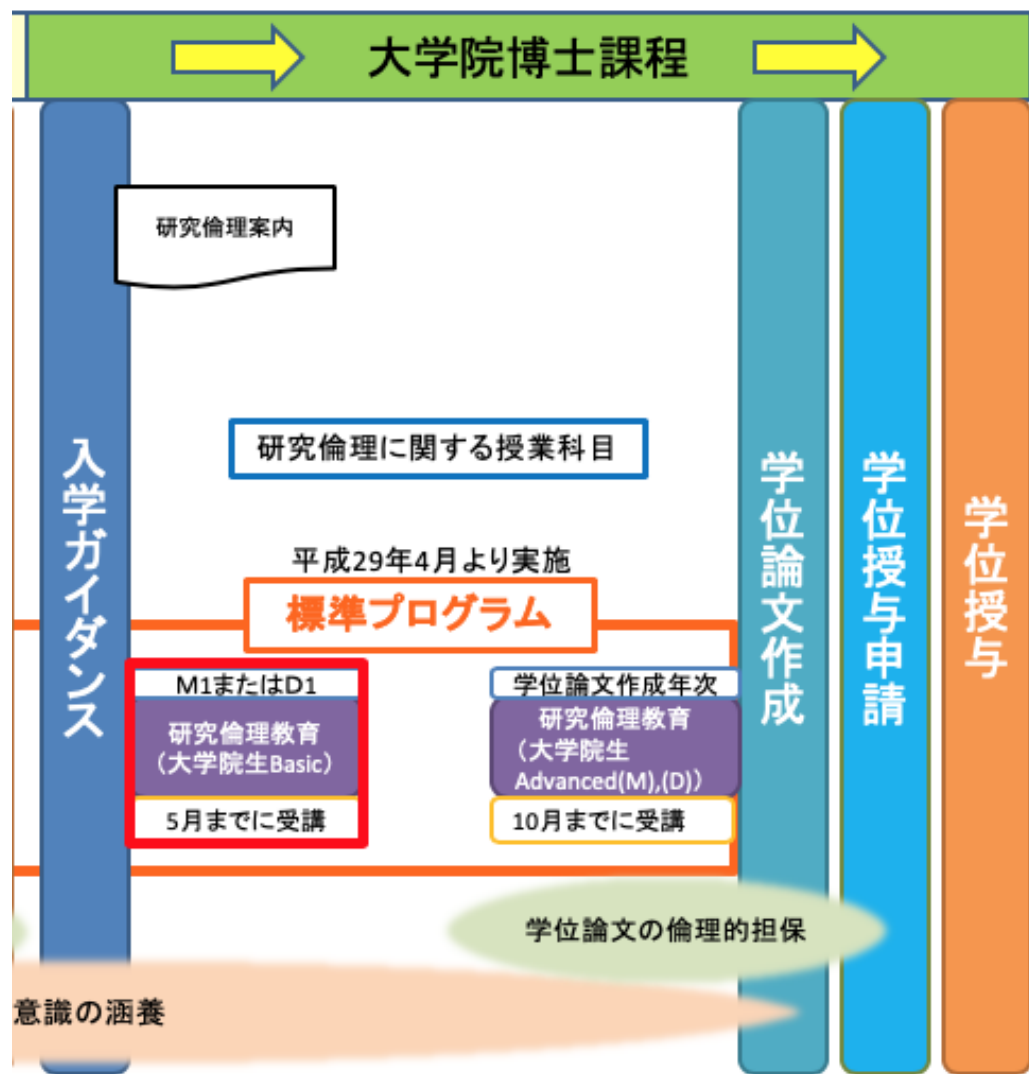 大学院博士課程
研究倫理案内
研究倫理に関する授業科目
入学ガイダンス
学位論文作成
学位授与申請
学位授与
平成29年4月より実施
標準プログラム
M1またはD1
研究倫理教育
（大学院生Basic）
5月までに受講
学位論文作成年次
研究倫理教育
（大学院生
Advanced(M),(D)）
10月までに受講
学位論文の倫理的担保
意識の涵養